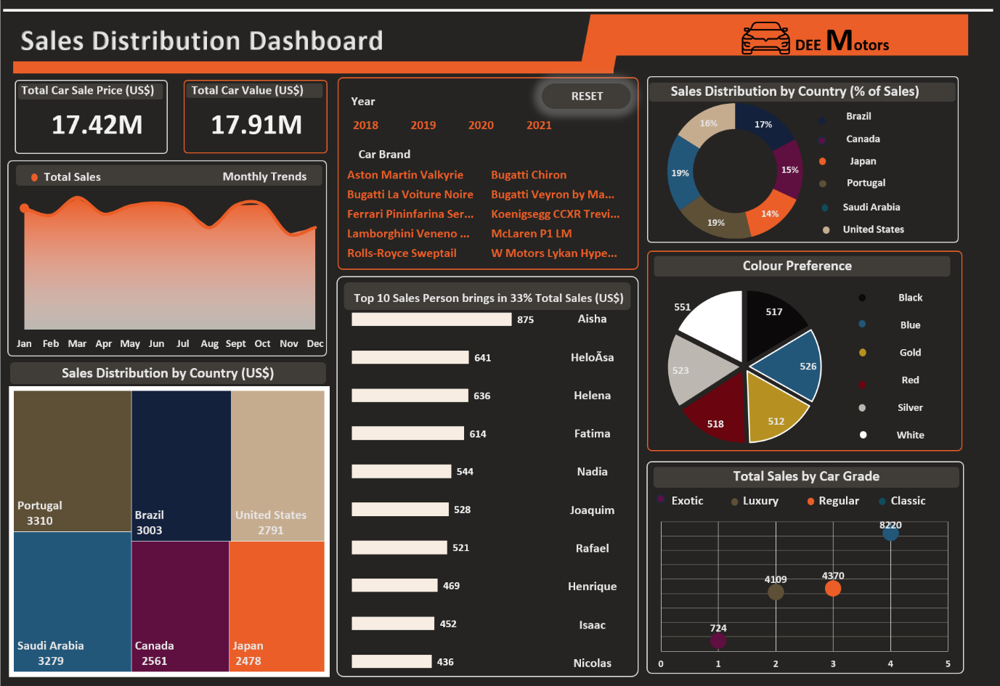 Sales Distribution Dashboard
DEE Motors
Total Car Sale Price (US$)
17.42M
Total Car Value (US$)
17.91M
Total Sales
Monthly Trends
Jan Feb Mar Apr May Jun Jul Aug Sept Oct Nov Dec
Sales Distribution by Country (US$)
Portugal
3310
Brazil
3003
United States
2791
Saudi Arabia
3279
Canada
2561
Japan
2478
RESET
Year
2018 2019 2020 2021
Car Brand
Aston Martin Valkyrie
Bugatti Chiron
Bugatti La Voiture Noire
Bugatti Veyron by Ma...
Ferrari Pininfarina Ser...
Koenigsegg CCXR Trevi...
Lamborghini Veneno ...
McLaren P1 LM
Rolls-Royce Sweptail
W Motors Lykan Hype...
Top 10 Sales Person brings in 33% Total Sales (US$)
875 Aisha
641 HeloÃsa
636 Helena
614 Fatima
544 Nadia
528 Joaquim
521 Rafael
469 Henrique
452 Isaac
436 Nicolas
Sales Distribution by Country (% of Sales)
16%
17%
15%
14%
19%
19%
Brazil
Canada
Japan
Portugal
Saudi Arabia
United States
Colour Preference
551
517
526
512
518
523
Black
Blue
Gold
Red
Silver
White
Total Sales by Car Grade
Exotic Luxury Regular Classic
8220
4109
4370
724
0 1 2 3 4 5